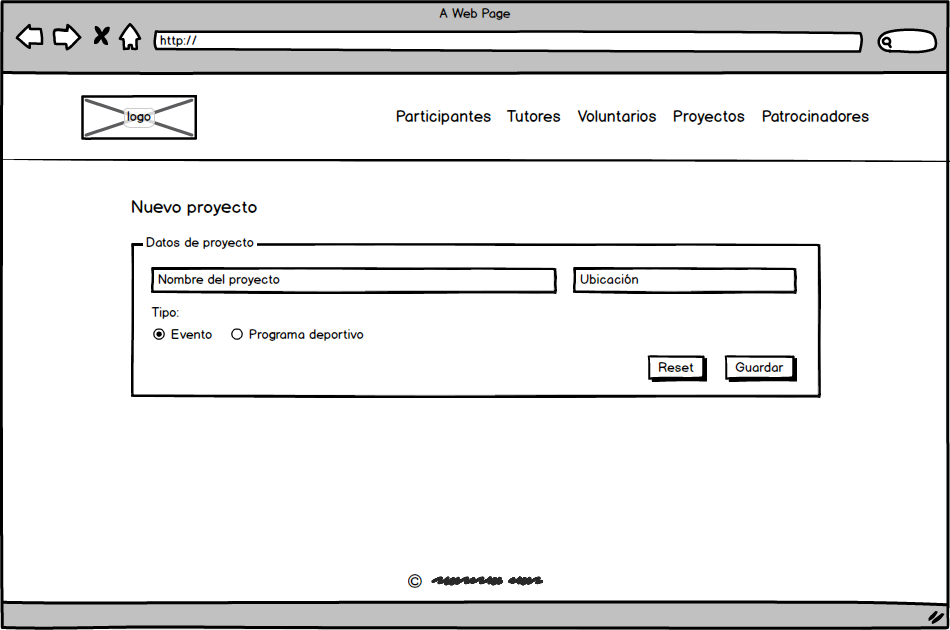 A Web Page
http://
logo
Participantes Tutores Voluntarios Proyectos Patrocinadores
Nuevo proyecto
Datos de proyecto
Nombre del proyecto Ubicación
Tipo:
Evento Programa deportivo
Reset Guardar
©